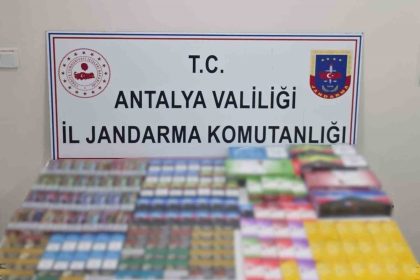 T.C.
ANTALYA VALİLİĞİ
İL JANDARMA KOMUTANLIĞI